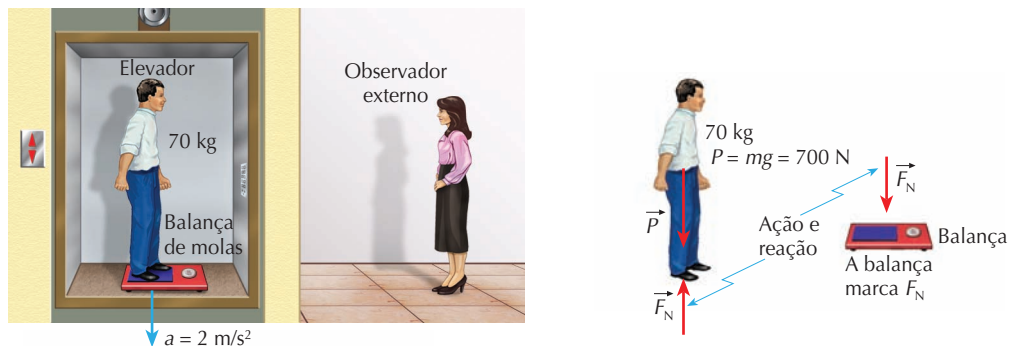 Elevador
70 kg
Balança
de molas
a = 2 m/s²
Observador
externo
70 kg
P = mg = 700 N
P
F_N
Ação e
reação
F_N
Balança
A balança
marca F_N